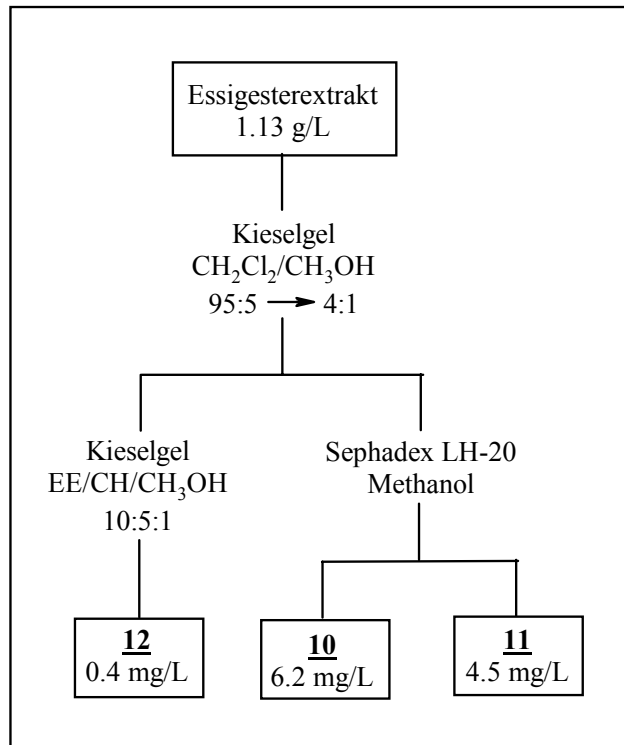 Essigesterextrakt
1.13 g/L
Kieselgel
CH₂Cl₂/CH₃OH
95:5 → 4:1
Kieselgel
EE/CH/CH₃OH
10:5:1
Sephadex LH-20
Methanol
12
0.4 mg/L
10
6.2 mg/L
11
4.5 mg/L